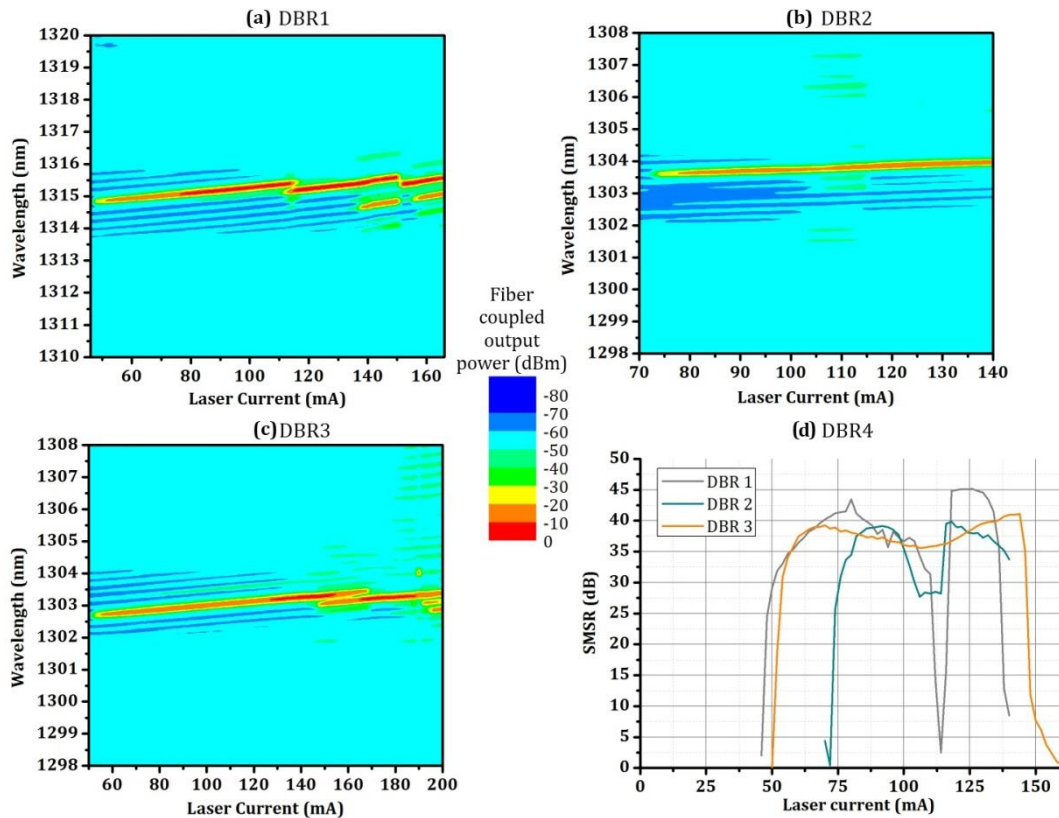 (a) DBR1
1320
1319
1318
1317
1316
1315
1314
1313
1312
1311
1310
Wavelength (nm)
60 80 100 120 140 160
Laser Current (mA)
(b) DBR2
1308
1307
1306
1305
1304
1303
1302
1301
1300
1299
1298
Wavelength (nm)
70 80 90 100 110 120 130 140
Laser Current (mA)
Fiber
coupled
output
power (dBm)
-80
-70
-60
-50
-40
-30
-20
-10
0
(c) DBR3
1308
1307
1306
1305
1304
1303
1302
1301
1300
1299
1298
Wavelength (nm)
60 80 100 120 140 160 180 200
Laser Current (mA)
(d) DBR4
50
45
40
35
30
25
20
15
10
5
0
SMSR (dB)
DBR 1
DBR 2
DBR 3
0 25 50 75 100 125 150
Laser current (mA)